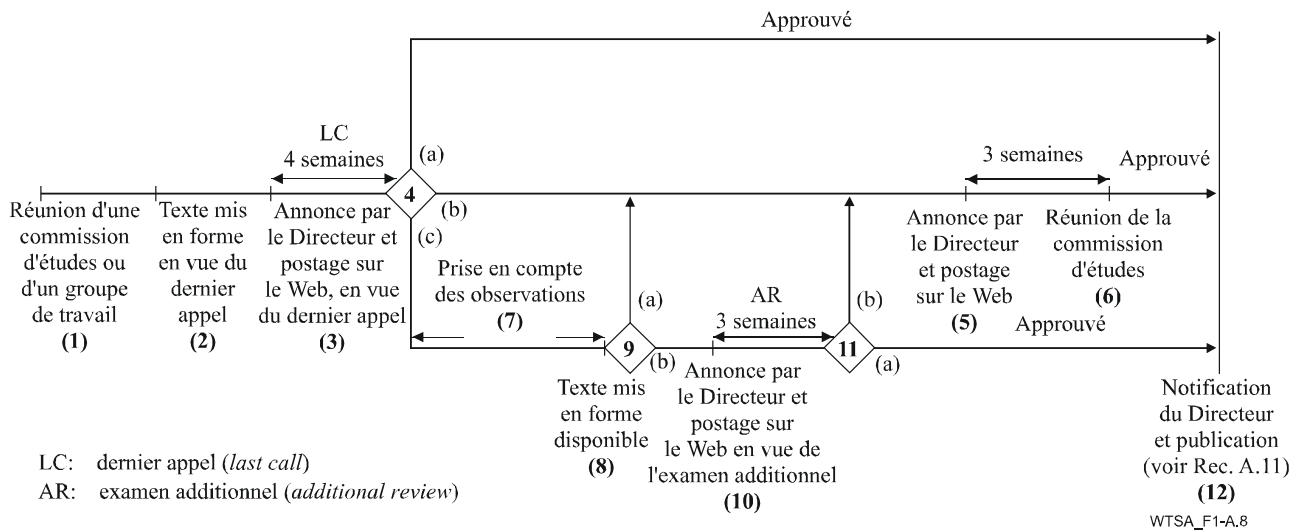 Approuvé
LC
4 semaines
(a)
4
(b)
(c)
3 semaines
Approuvé
Réunion d'une
commission
d'études ou
d'un groupe
de travail
(1)
Texte mis
en forme
en vue du
dernier
appel
(2)
Annonce par
le Directeur et
postage sur
le Web, en vue
du dernier appel
(3)
Prise en compte
des observations
(7)
(a)
9
(b)
AR
3 semaines
(b)
11
(a)
Annonce par
le Directeur
et postage
sur le Web
(5)
Réunion de la
commission
d'études
(6)
Approuvé
Texte mis
en forme
disponible
(8)
Annonce par
le Directeur et
postage sur
le Web en vue de
l'examen additionnel
(10)
Notification
du Directeur
et publication
(voir Rec. A.11)
(12)
LC: dernier appel (last call)
AR: examen additionnel (additional review)
WTSA_F1-A.8